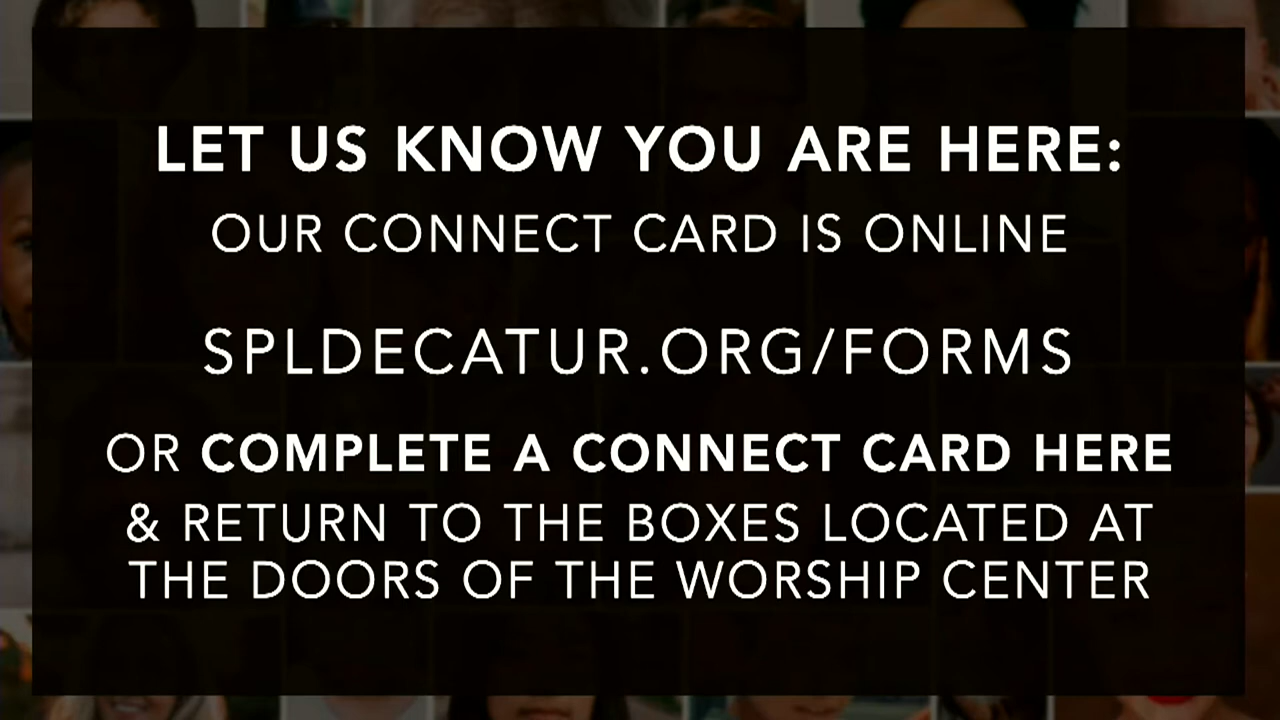 LET US KNOW YOU ARE HERE:
OUR CONNECT CARD IS ONLINE
SPLDECATUR.ORG/FORMS
OR COMPLETE A CONNECT CARD HERE
& RETURN TO THE BOXES LOCATED AT
THE DOORS OF THE WORSHIP CENTER